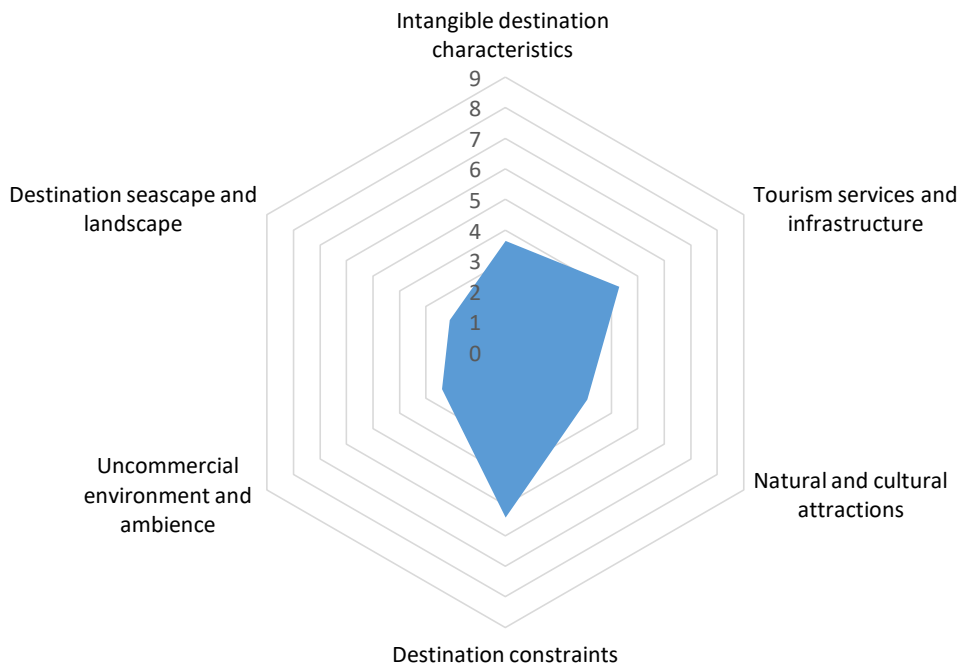 Intangible destination
characteristics
9
8
7
6
5
4
3
2
1
0
Tourism services and
infrastructure
Natural and cultural
attractions
Destination constraints
Uncommercial
environment and
ambience
Destination seascape and
landscape